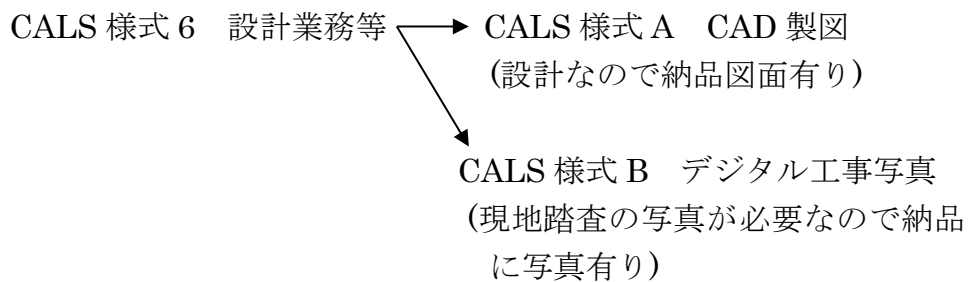 CALS 様式 6　設計業務等 → CALS 様式 A　CAD 製図
(設計なので納品図面有り)
CALS 様式 B　デジタル工事写真
(現地踏査の写真が必要なので納品
に写真有り)